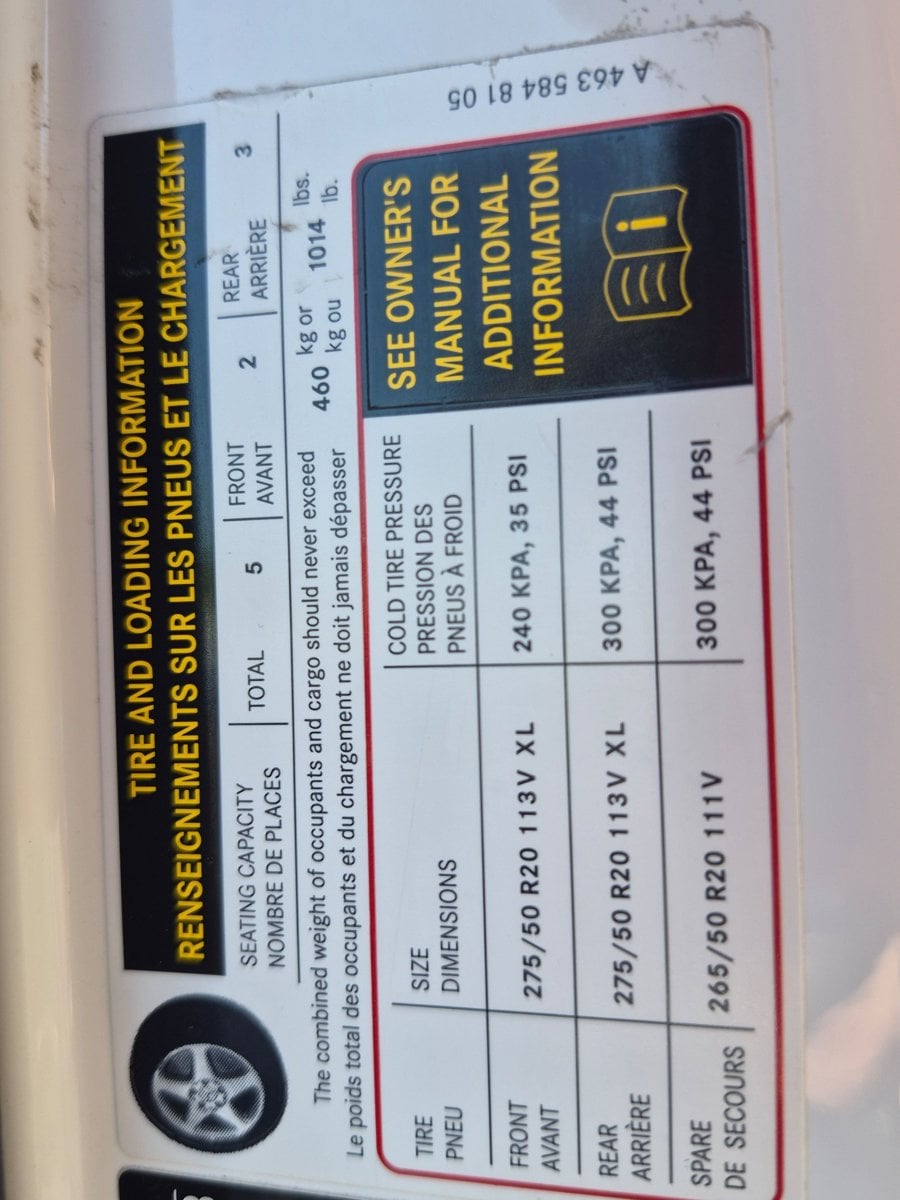 TIRE AND LOADING INFORMATION
RENSEIGNEMENTS SUR LES PNEUS ET LE CHARGEMENT
SEATING CAPACITY
NOMBRE DE PLACES
TOTAL 5
FRONT
AVANT
2
REAR
ARRIÈRE
3
The combined weight of occupants and cargo should never exceed 460 kg or 1014 lbs.
Le poids total des occupants et du chargement ne doit jamais dépasser kg ou lb.
TIRE
PNEU
SIZE
DIMENSIONS
COLD TIRE PRESSURE
PRESSION DES
PNEUS À FROID
FRONT
AVANT
275/50 R20 113V XL
240 KPA, 35 PSI
REAR
ARRIÈRE
275/50 R20 113V XL
300 KPA, 44 PSI
SPARE
DE SECOURS
265/50 R20 111V
300 KPA, 44 PSI
SEE OWNER'S
MANUAL FOR
ADDITIONAL
INFORMATION
i
A 463 584 81 05